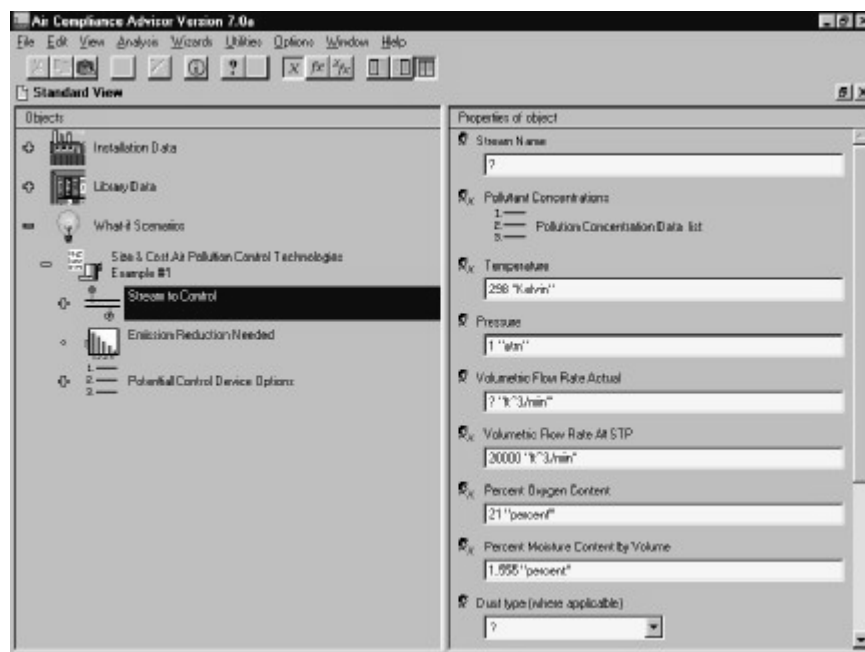 Air Compliance Advisor Version 7.0a
File Edit View Analysis Wizards Utilities Options Window Help
Standard View
Objects
Installation Data
Library Data
What-if Scenarios
Size & Cost Air Pollution Control Technologies
Example #1
Stream to Control
Emission Reduction Needed
Potential Control Device Options
Properties of object
Stream Name
?
Pollutant Concentrations
Pollution Concentration Data list
Temperature
298 "Kelvin"
Pressure
1 "atm"
Volumetric Flow Rate Actual
? "ft^3/min"
Volumetric Flow Rate At STP
20000 "ft^3/min"
Percent Oxygen Content
21 "percent"
Percent Moisture Content by Volume
"percent"
Dust type (where applicable)
?